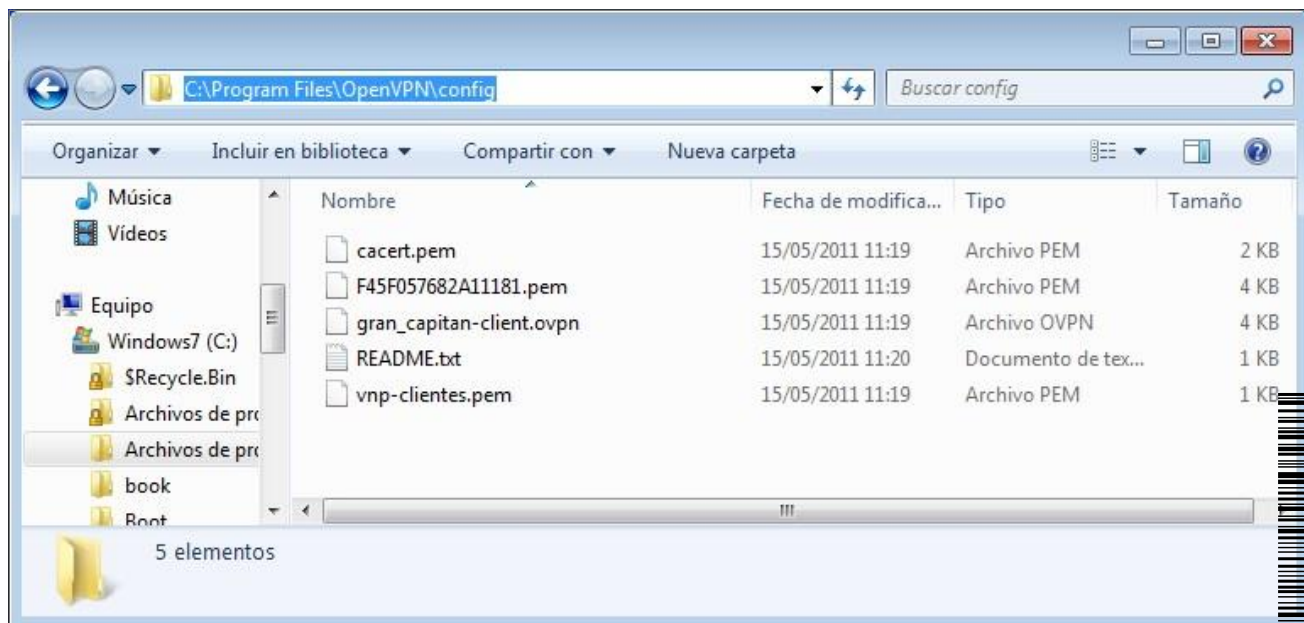 C:\Program Files\OpenVPN\config
Buscar config
Organizar Incluir en biblioteca Compartir con Nueva carpeta
Música
Vídeos
Equipo
Windows7 (C:)
$Recycle.Bin
Archivos de pro
Archivos de pro
book
Boot
Nombre Fecha de modifica... Tipo Tamaño
cacert.pem 15/05/2011 11:19 Archivo PEM 2 KB
F45F057682A11181.pem 15/05/2011 11:19 Archivo PEM 4 KB
gran_capitan-client.ovpn 15/05/2011 11:19 Archivo OVPN 4 KB
README.txt 15/05/2011 11:20 Documento de tex... 1 KB
vnp-clientes.pem 15/05/2011 11:19 Archivo PEM 1 KB
5 elementos